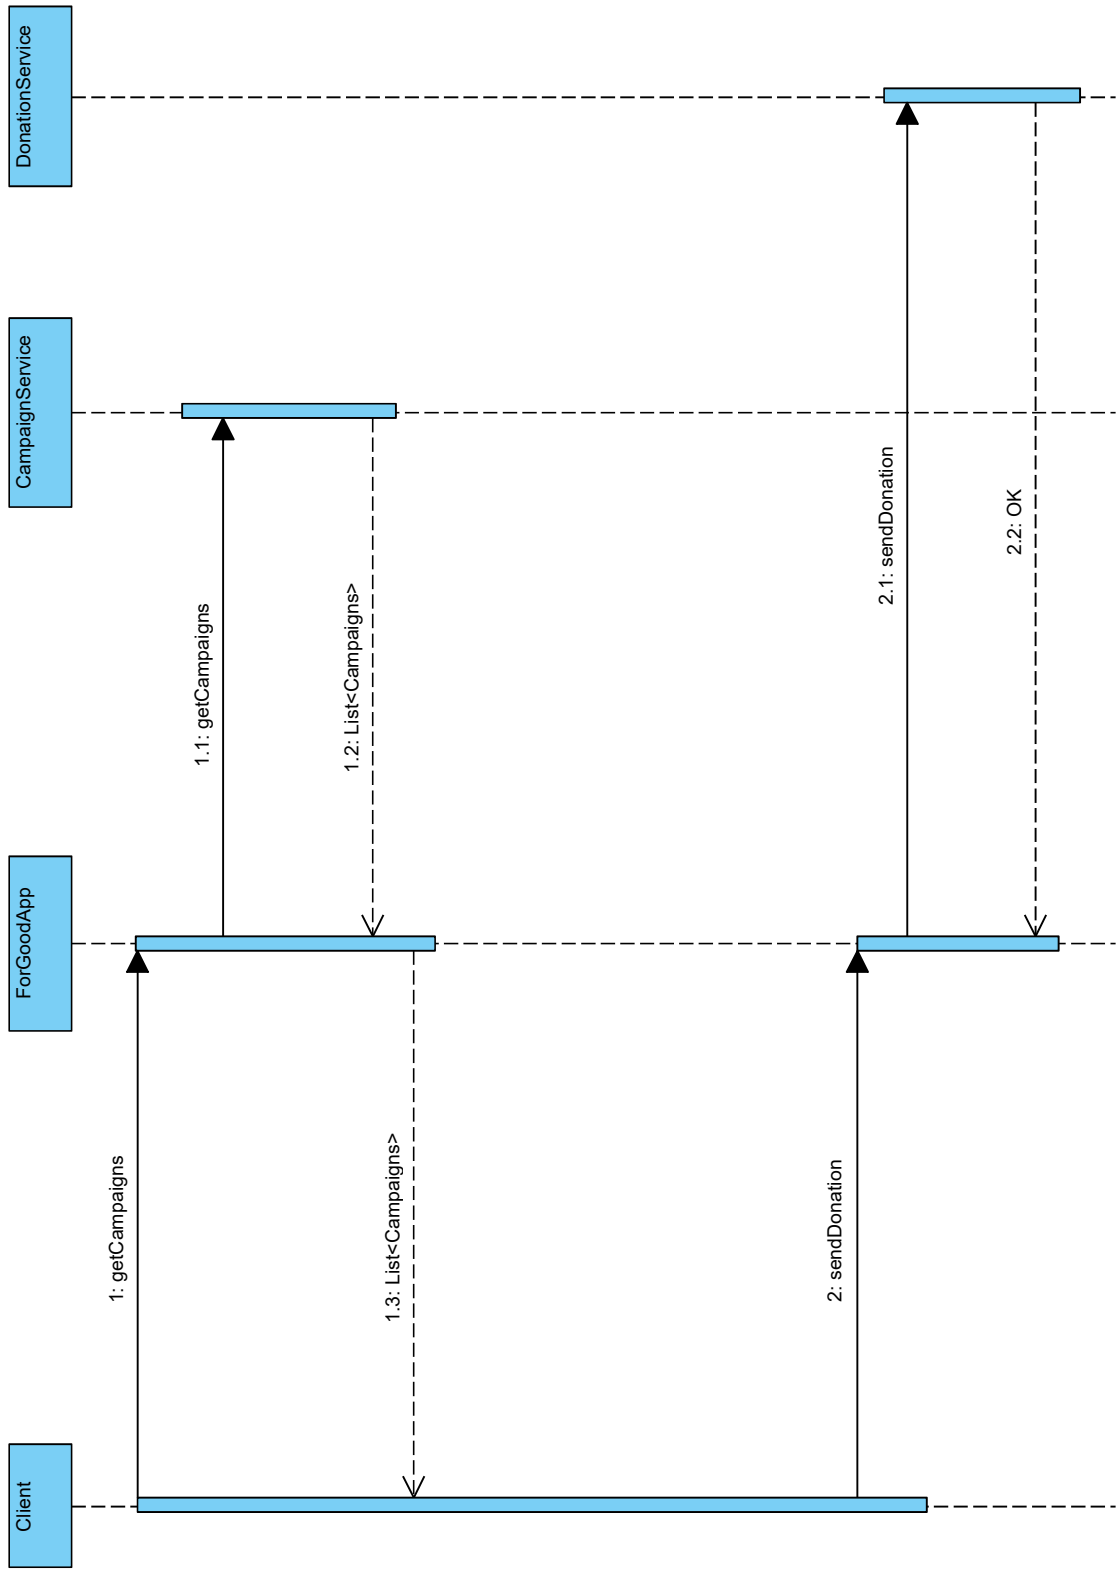 Client
ForGoodApp
CampaignService
DonationService
1: getCampaigns
1.1: getCampaigns
1.2: List<Campaigns>
1.3: List<Campaigns>
2: sendDonation
2.1: sendDonation
2.2: OK